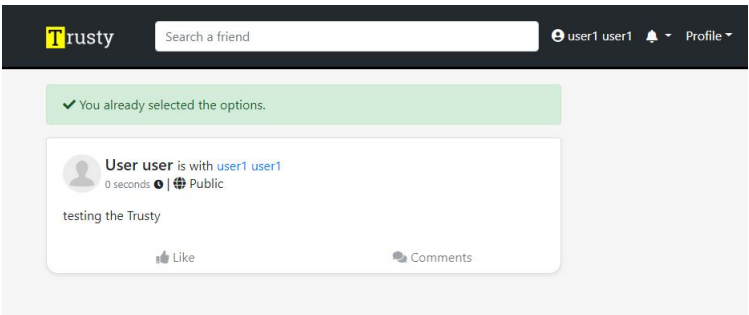 Trusty
Search a friend
user1 user1
Profile
You already selected the options.
User user is with user1 user1
0 seconds | Public
testing the Trusty
Like
Comments